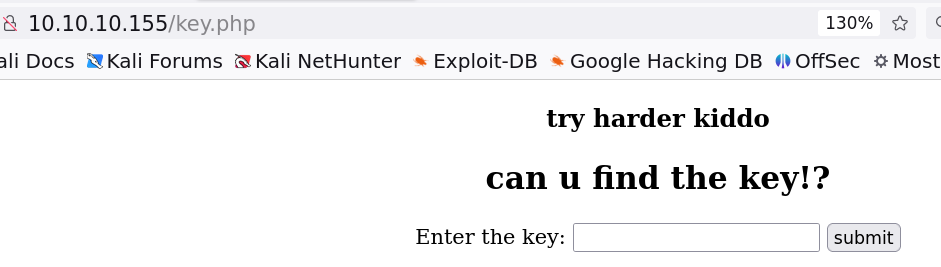 10.10.10.155/key.php 130%
ali Docs Kali Forums Kali NetHunter Exploit-DB Google Hacking DB OffSec Most
try harder kiddo
can u find the key!?
Enter the key: submit